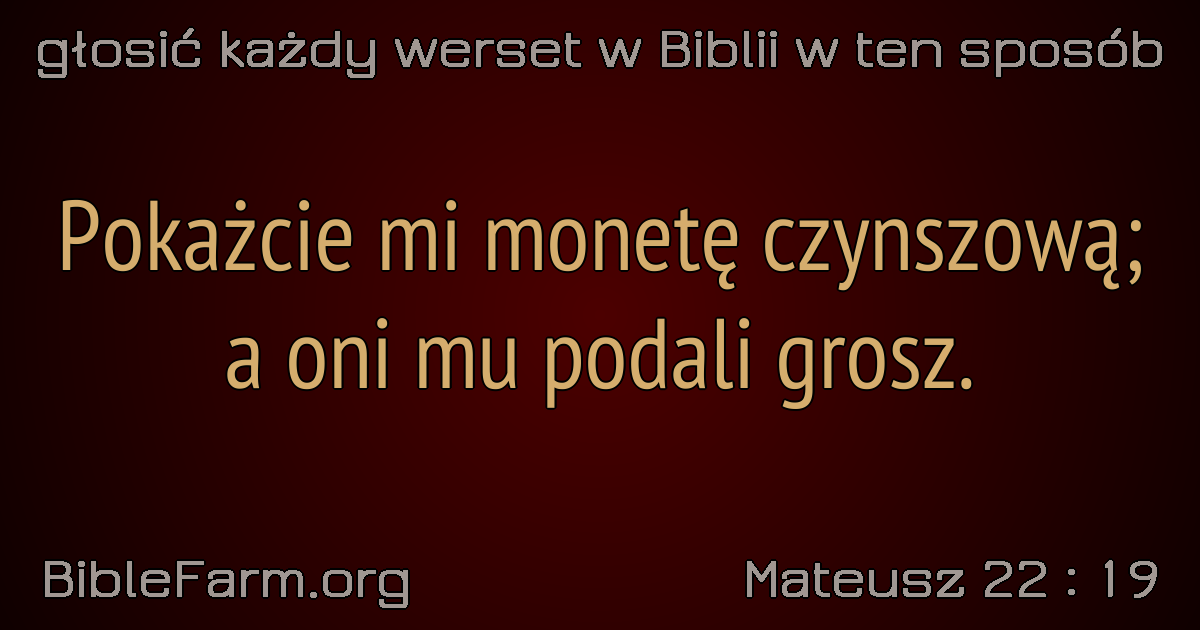 głosić każdy werset w Biblii w ten sposób
Pokażcie mi monetę czynszową;
a oni mu podali grosz.
BibleFarm.org
Mateusz 22 : 19